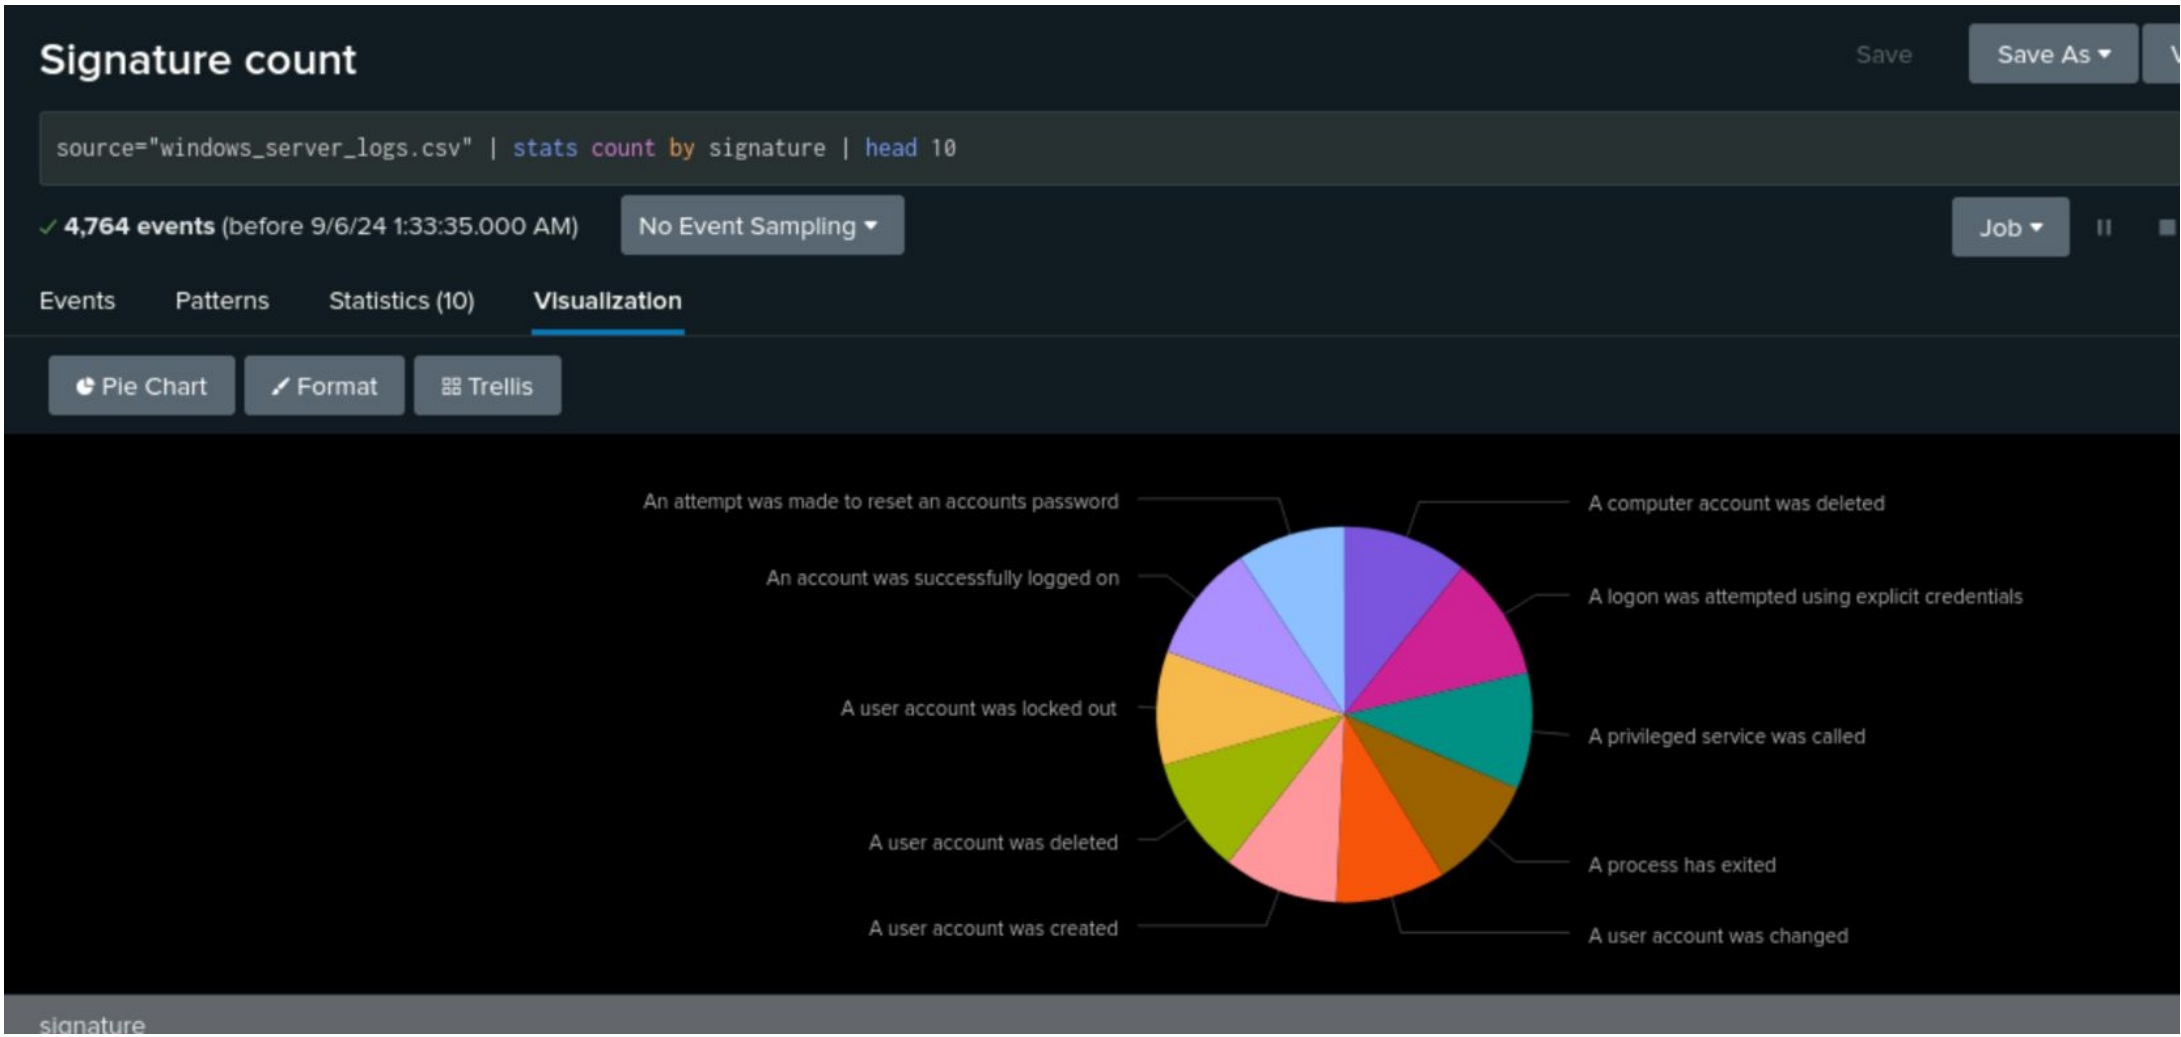 Signature count
Save
Save As
source="windows_server_logs.csv" | stats count by signature | head 10
4,764 events (before 9/6/24 1:33:35.000 AM)
No Event Sampling
Job
Events Patterns Statistics (10) Visualization
Pie Chart Format Trellis
An attempt was made to reset an accounts password
A computer account was deleted
An account was successfully logged on
A logon was attempted using explicit credentials
A user account was locked out
A privileged service was called
A user account was deleted
A process has exited
A user account was created
A user account was changed
signature